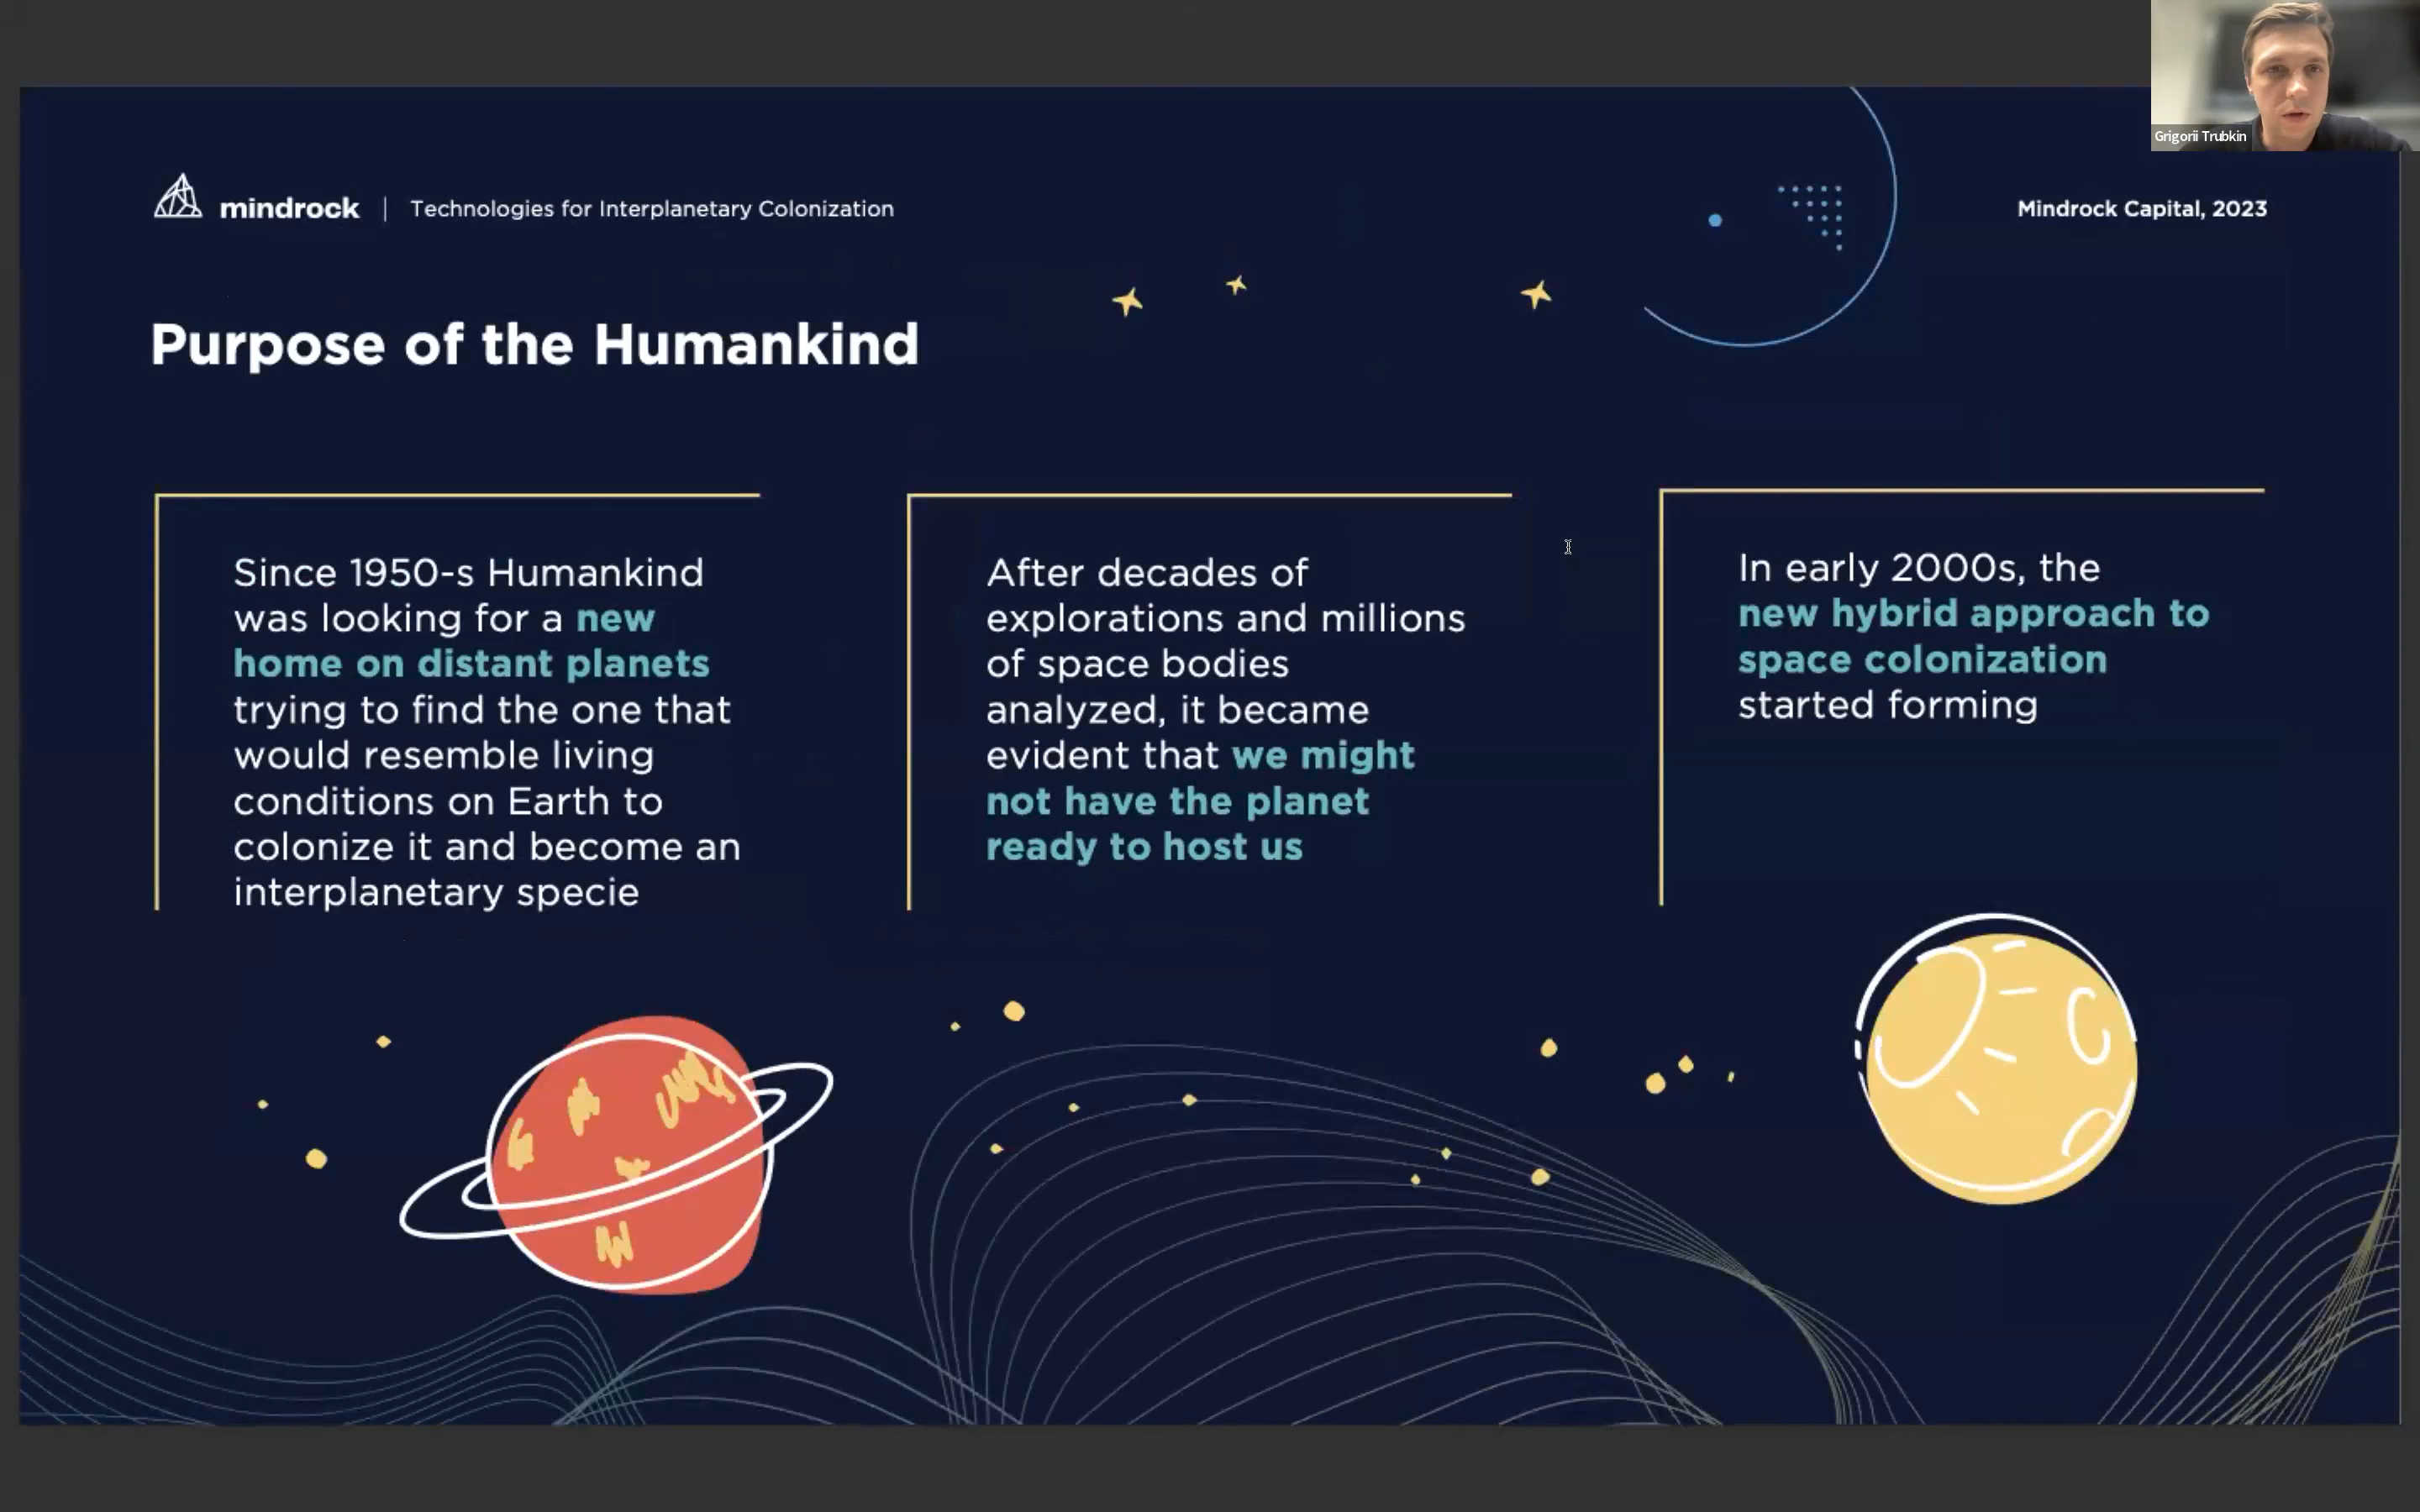 Grigorii Trubkin
mindrock | Technologies for Interplanetary Colonization
Mindrock Capital, 2023
Purpose of the Humankind
Since 1950-s Humankind
was looking for a new
home on distant planets
trying to find the one that
would resemble living
conditions on Earth to
colonize it and become an
interplanetary specie
After decades of
explorations and millions
of space bodies
analyzed, it became
evident that we might
not have the planet
ready to host us
In early 2000s, the
new hybrid approach to
space colonization
started forming